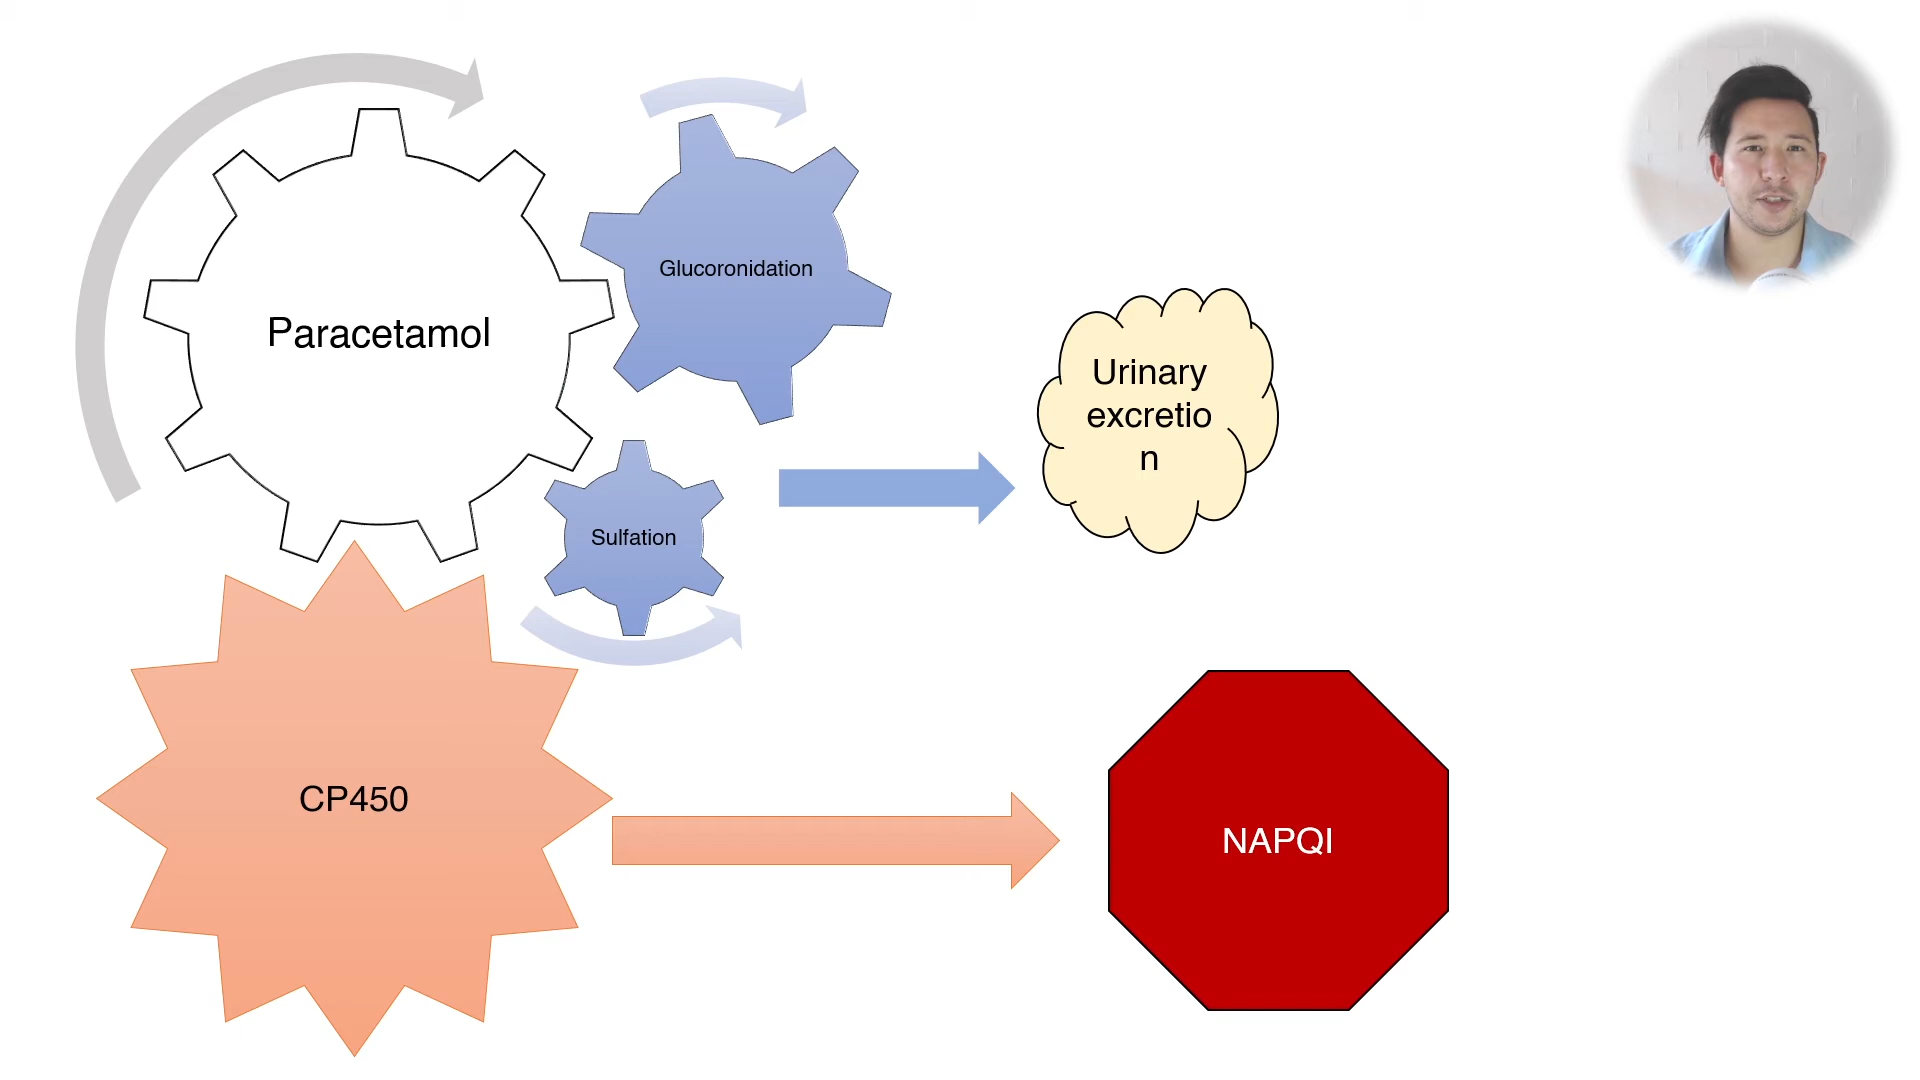 Paracetamol
Glucoronidation
Sulfation
Urinary
excretio
n
CP450
NAPQI